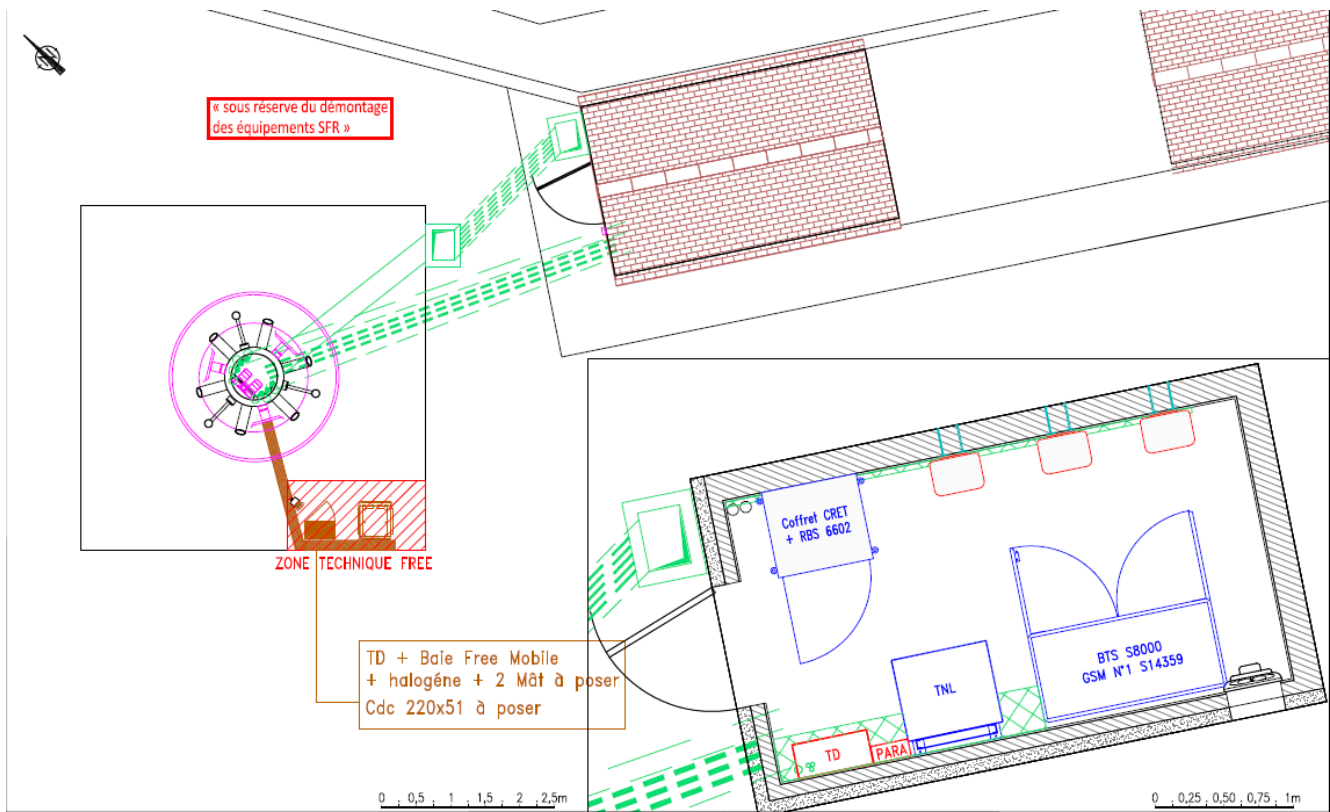 « sous réserve du démontage
des équipements SFR »
ZONE TECHNIQUE FREE
TD + Baie Free Mobile
+ halogéne + 2 Mât à poser
Cdc 220x51 à poser
Coffret CRET
+ RBS 6602
BTS S8000
GSM N°1 S14359
TNL
TD
PARA
0 0,5 1 1,5 2 2,5m
0 0,25 0,50 0,75 1m